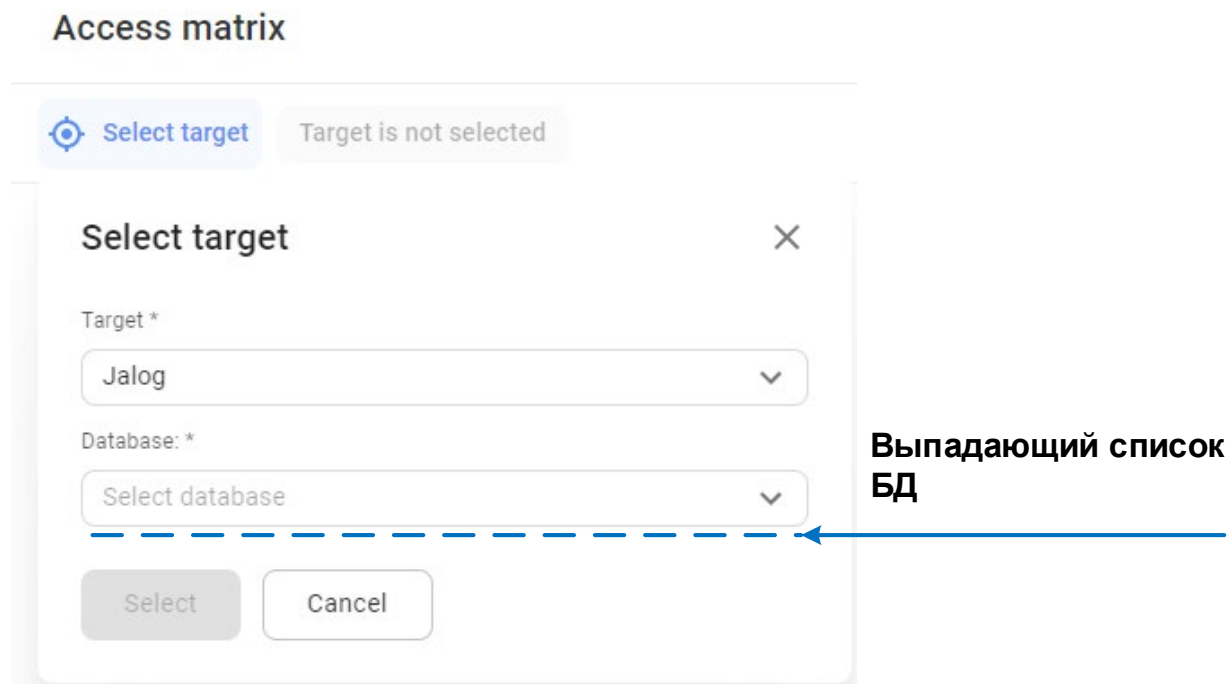 Access matrix
Select target
Target is not selected
Select target
Target *
Jalog
Database: *
Select database
Выпадающий список
БД
Select
Cancel